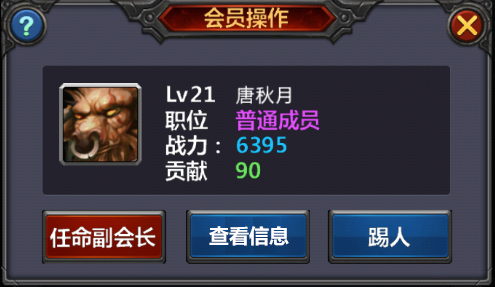 会员操作
?
Lv21 唐秋月
职位 普通成员
战力：6395
贡献 90
任命副会长 查看信息 踢人